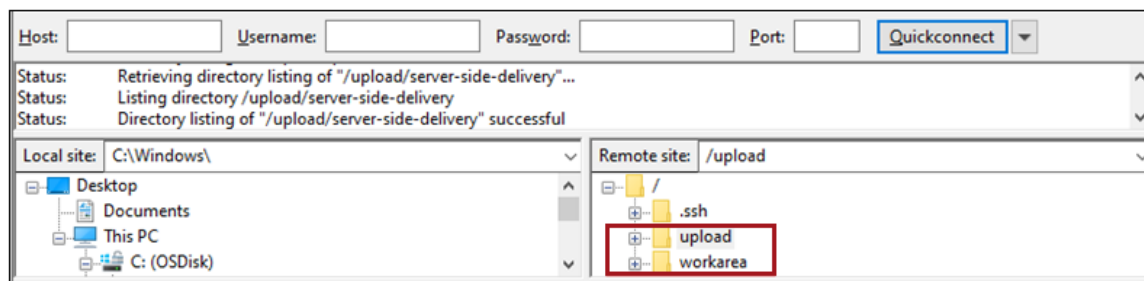 Host: Username: Password: Port: Quickconnect
Status: Retrieving directory listing of "/upload/server-side-delivery"...
Status: Listing directory /upload/server-side-delivery
Status: Directory listing of "/upload/server-side-delivery" successful
Local site: C:\Windows\
Desktop
Documents
This PC
C: (OSDisk)
Remote site: /upload
/
.ssh
upload
workarea